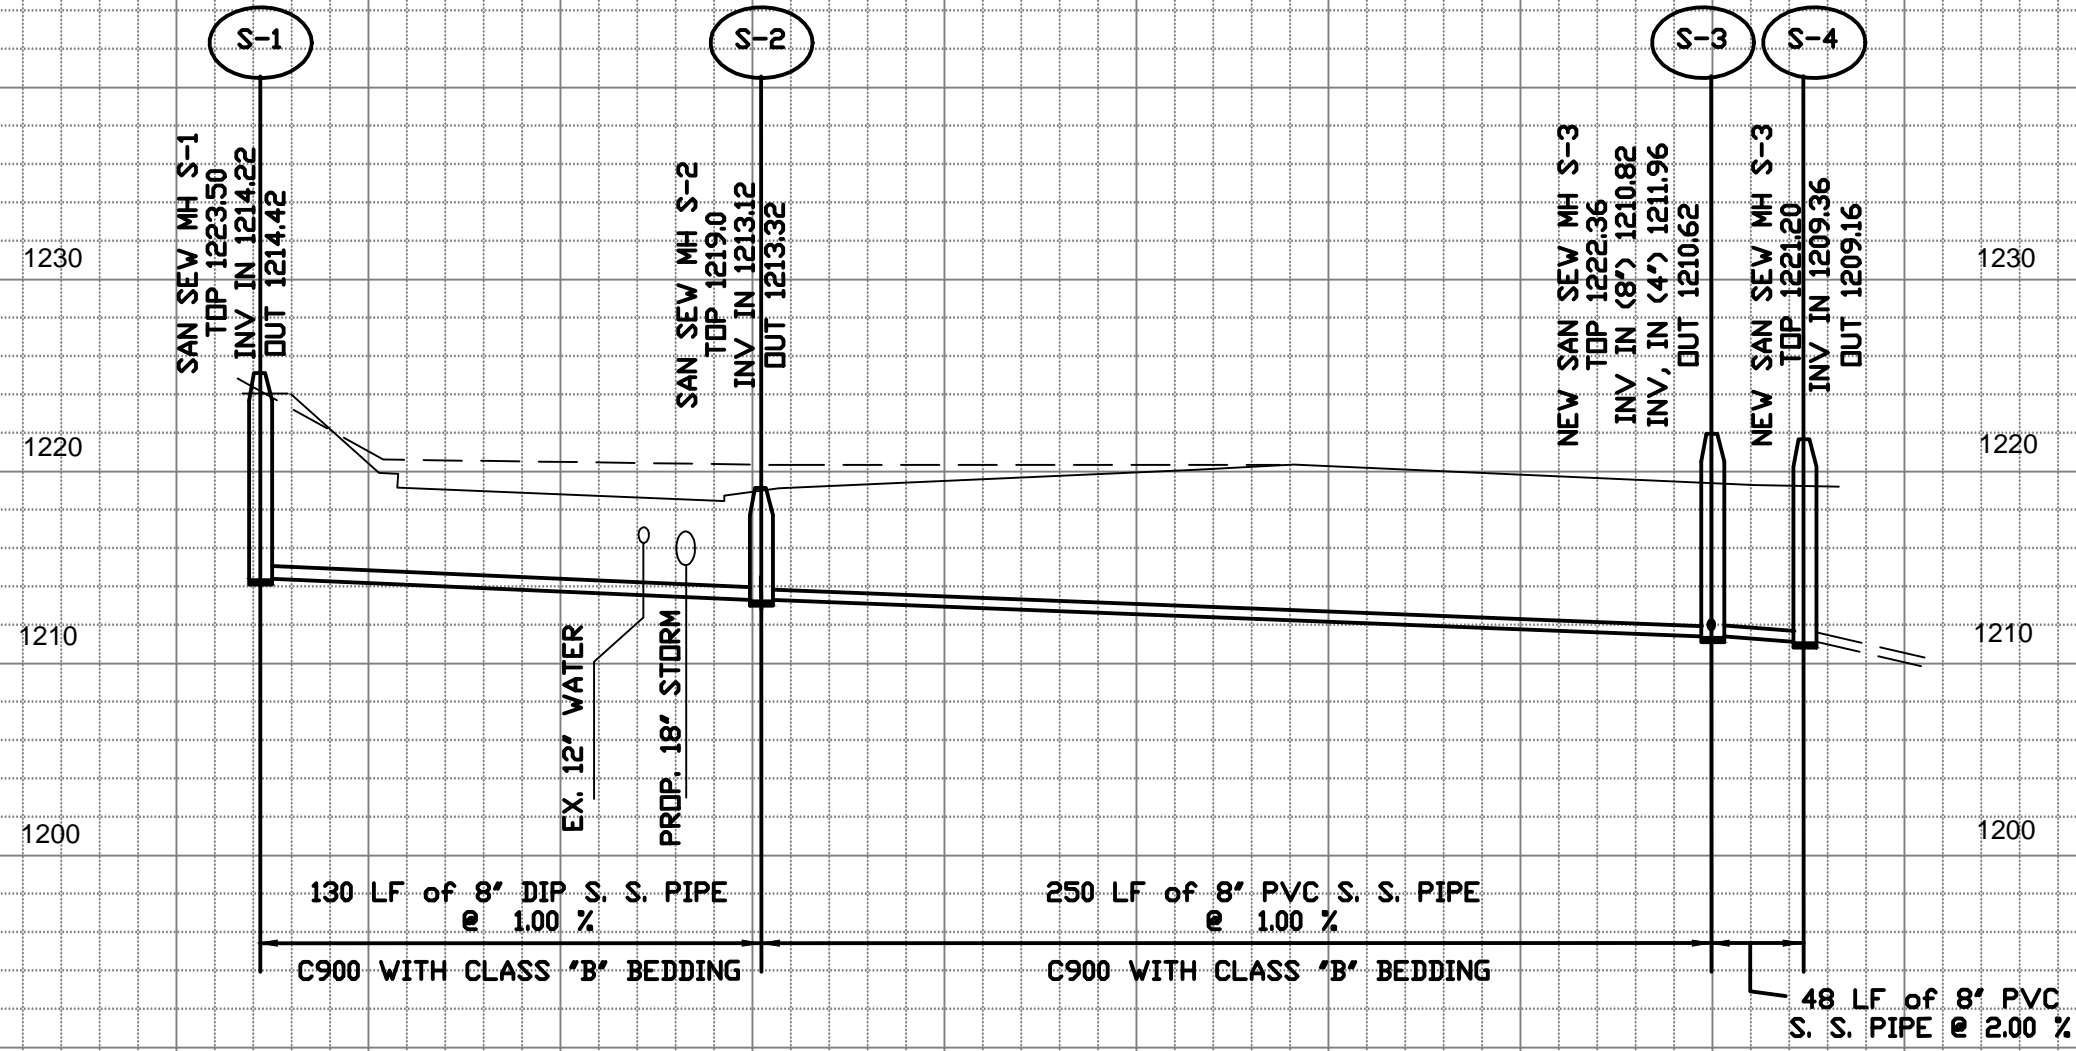 S-1
S-2
S-3
S-4
SAN SEW MH S-1
TOP 1223.50
INV IN 1214.22
OUT 1214.42
SAN SEW MH S-2
TOP 1219.0
INV IN 1213.12
OUT 1213.32
NEW SAN SEW MH S-3
TOP 1222.36
INV IN (8") 1210.82
INV, IN (4") 1211.96
OUT 1210.62
NEW SAN SEW MH S-3
TOP 1221.20
INV IN 1209.36
OUT 1209.16
1230
1230
1220
1220
1210
1210
1200
1200
EX. 12" WATER
PROP. 18" STORM
130 LF of 8" DIP S. S. PIPE
@ 1.00 %
C900 WITH CLASS "B" BEDDING
250 LF of 8" PVC S. S. PIPE
@ 1.00 %
C900 WITH CLASS "B" BEDDING
48 LF of 8" PVC
S. S. PIPE @ 2.00 %